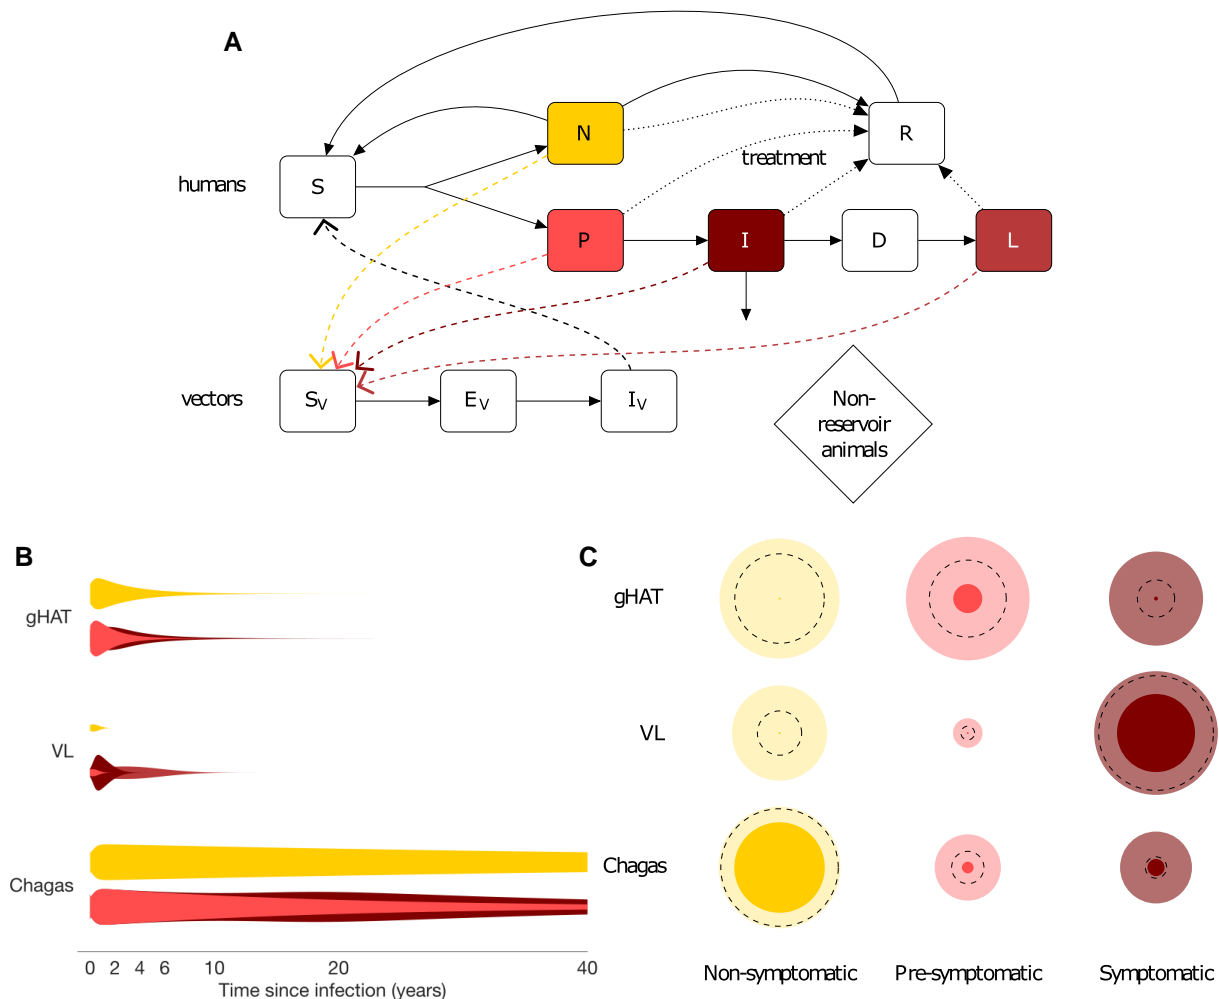 A
N
R
treatment
humans
S
P
I
D
L
vectors
SV
EV
IV
Non-
reservoir
animals
B
C
gHAT
gHAT
VL
VL
Chagas
Chagas
0 2 4 6 10 20 40
Time since infection (years)
Non-symptomatic Pre-symptomatic Symptomatic